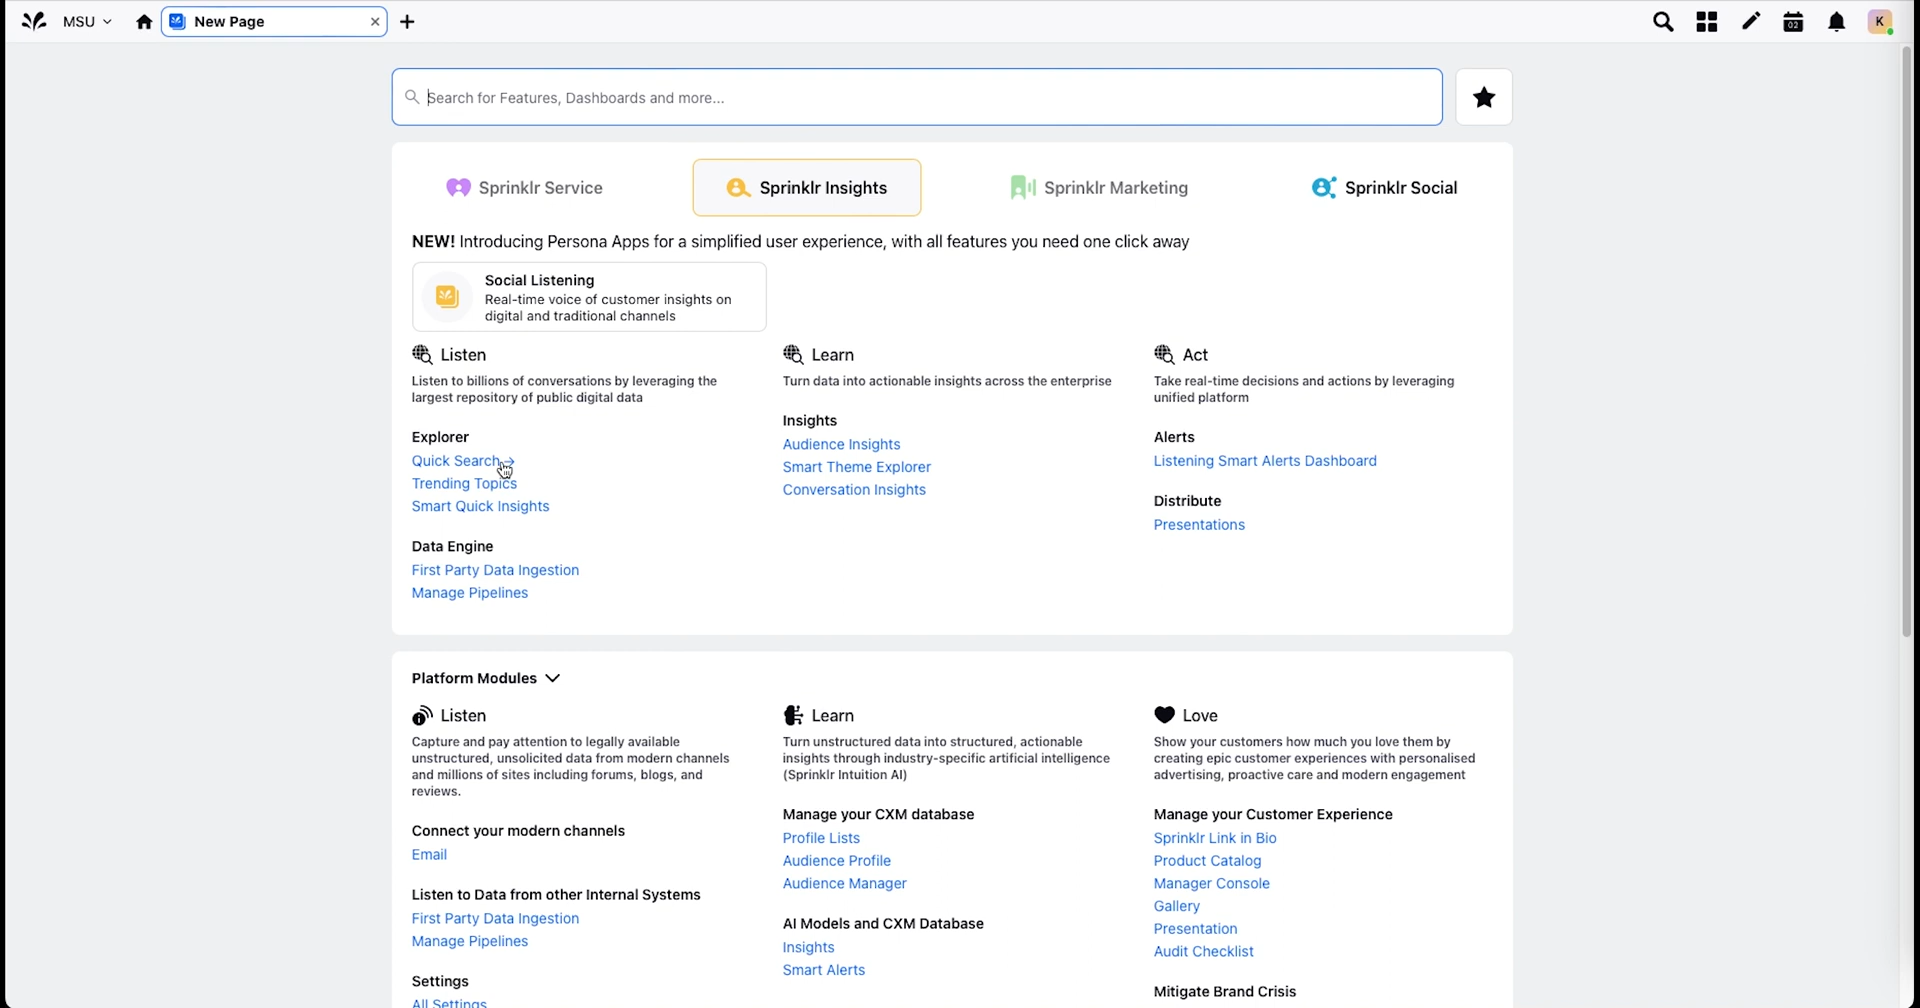 MSU
New Page
02
K
Search for Features, Dashboards and more...
Sprinklr Service
Sprinklr Insights
Sprinklr Marketing
Sprinklr Social
NEW! Introducing Persona Apps for a simplified user experience, with all features you need one click away
Social Listening
Real-time voice of customer insights on
digital and traditional channels
Listen
Listen to billions of conversations by leveraging the
largest repository of public digital data
Explorer
Quick Search →
Trending Topics
Smart Quick Insights
Data Engine
First Party Data Ingestion
Manage Pipelines
Learn
Turn data into actionable insights across the enterprise
Insights
Audience Insights
Smart Theme Explorer
Conversation Insights
Act
Take real-time decisions and actions by leveraging
unified platform
Alerts
Listening Smart Alerts Dashboard
Distribute
Presentations
Platform Modules
Listen
Capture and pay attention to legally available
unstructured, unsolicited data from modern channels
and millions of sites including forums, blogs, and
reviews.
Connect your modern channels
Email
Listen to Data from other Internal Systems
First Party Data Ingestion
Manage Pipelines
Settings
All Settings
Learn
Turn unstructured data into structured, actionable
insights through industry-specific artificial intelligence
(Sprinklr Intuition AI)
Manage your CXM database
Profile Lists
Audience Profile
Audience Manager
AI Models and CXM Database
Insights
Smart Alerts
Love
Show your customers how much you love them by
creating epic customer experiences with personalised
advertising, proactive care and modern engagement
Manage your Customer Experience
Sprinklr Link in Bio
Product Catalog
Manager Console
Gallery
Presentation
Audit Checklist
Mitigate Brand Crisis